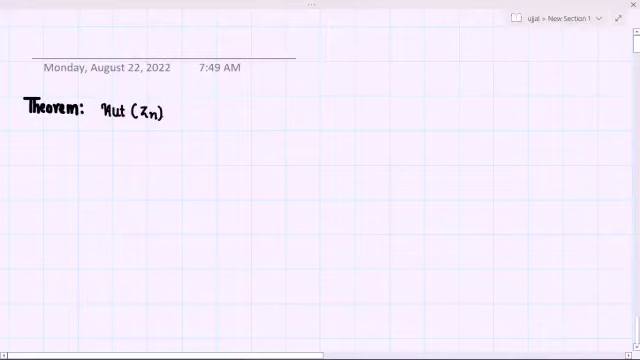 ujjal > New Section 1
Monday, August 22, 2022 7:49 AM
Theorem: Aut (Zn)